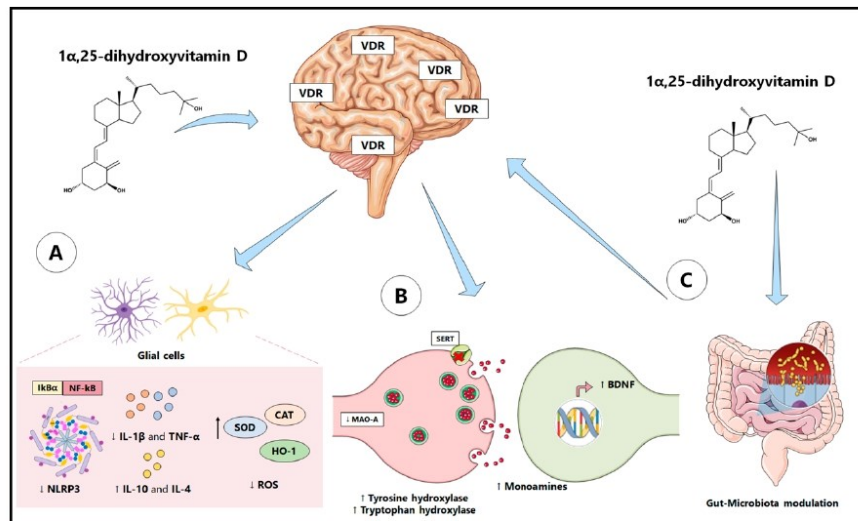 1α,25-dihydroxyvitamin D
OH
HO
OH
VDR
VDR
VDR
VDR
VDR
1α,25-dihydroxyvitamin D
OH
HO
OH
A
Glial cells
IkBα NF-kB
↓ NLRP3
↓ IL-1β and TNF-α
↑ IL-10 and IL-4
↑ SOD
CAT
HO-1
↓ ROS
B
SERT
↓ MAO-A
↑ Tyrosine hydroxylase
↑ Tryptophan hydroxylase
↑ Monoamines
↑ BDNF
C
Gut-Microbiota modulation